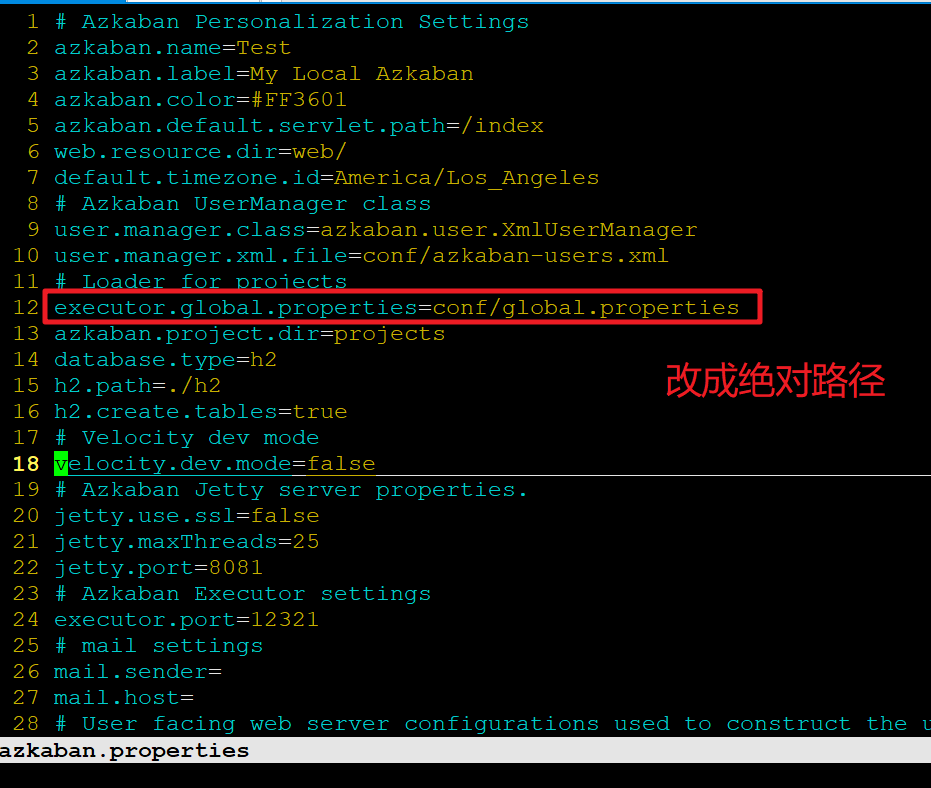 1 # Azkaban Personalization Settings
2 azkaban.name=Test
3 azkaban.label=My Local Azkaban
4 azkaban.color=#FF3601
5 azkaban.default.servlet.path=/index
6 web.resource.dir=web/
7 default.timezone.id=America/Los_Angeles
8 # Azkaban UserManager class
9 user.manager.class=azkaban.user.XmlUserManager
10 user.manager.xml.file=conf/azkaban-users.xml
11 # Loader for projects
12 executor.global.properties=conf/global.properties
13 azkaban.project.dir=projects
14 database.type=h2
15 h2.path=./h2
改成绝对路径
16 h2.create.tables=true
17 # Velocity dev mode
18 velocity.dev.mode=false
19 # Azkaban Jetty server properties.
20 jetty.use.ssl=false
21 jetty.maxThreads=25
22 jetty.port=8081
23 # Azkaban Executor settings
24 executor.port=12321
25 # mail settings
26 mail.sender=
27 mail.host=
28 # User facing web server configurations used to construct the u
azkaban.properties